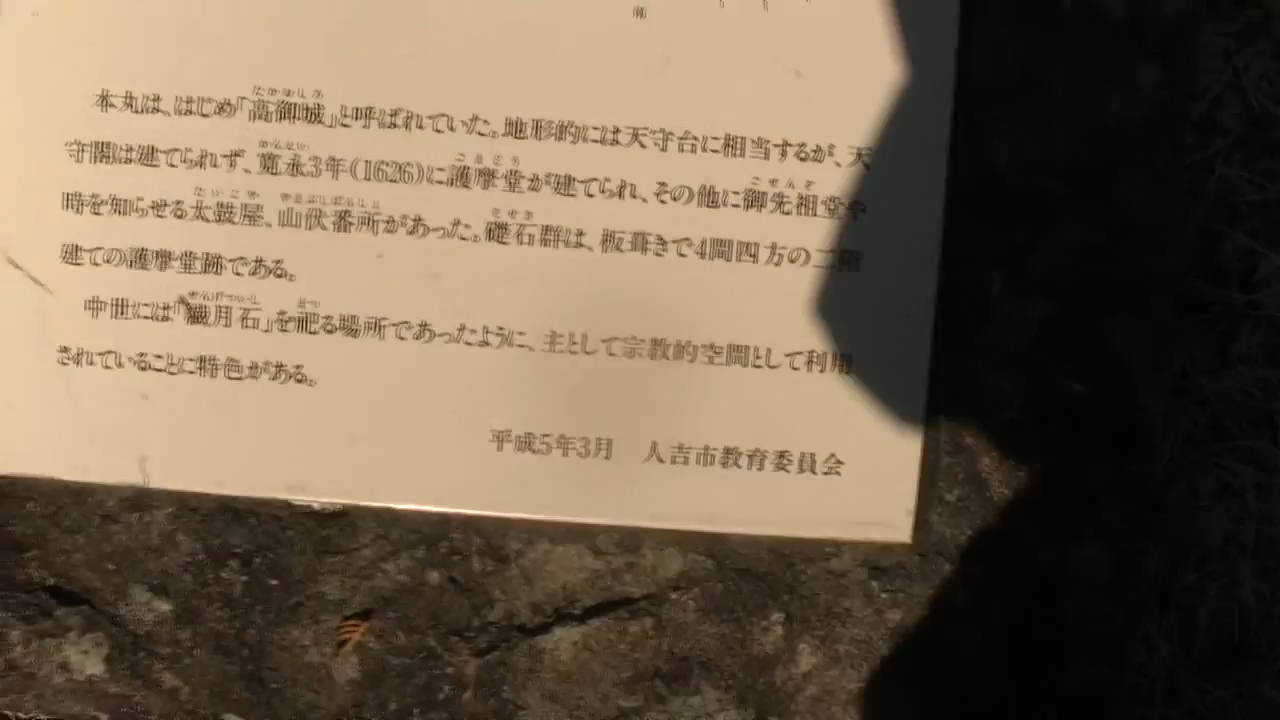 本丸は、はじめ「高御城」と呼ばれていた。地形的には天守台に相当するが、天
守閣は建てられず、寛永3年(1626)に護摩堂が建てられ、その他に御先祖堂や
時を知らせる太鼓屋、山伏番所があった。礎石群は、板葺きで4間四方の二階
建ての護摩堂跡である。
中世には「繊月石」を祀る場所であったように、主として宗教的空間として利用
されていることに特色がある。
平成5年3月　人吉市教育委員会